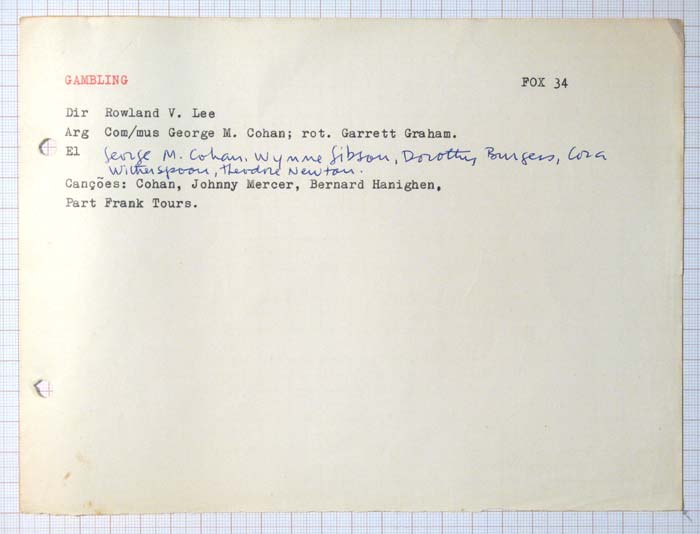 GAMBLING FOX 34
Dir Rowland V. Lee
Arg Com/mus George M. Cohan; rot. Garrett Graham.
El George M. Cohan, Wynne Gibson, Dorothy Burgess, Cora
Witherspoon, Theodore Newton.
Canções: Cohan, Johnny Mercer, Bernard Hanighen,
Part Frank Tours.